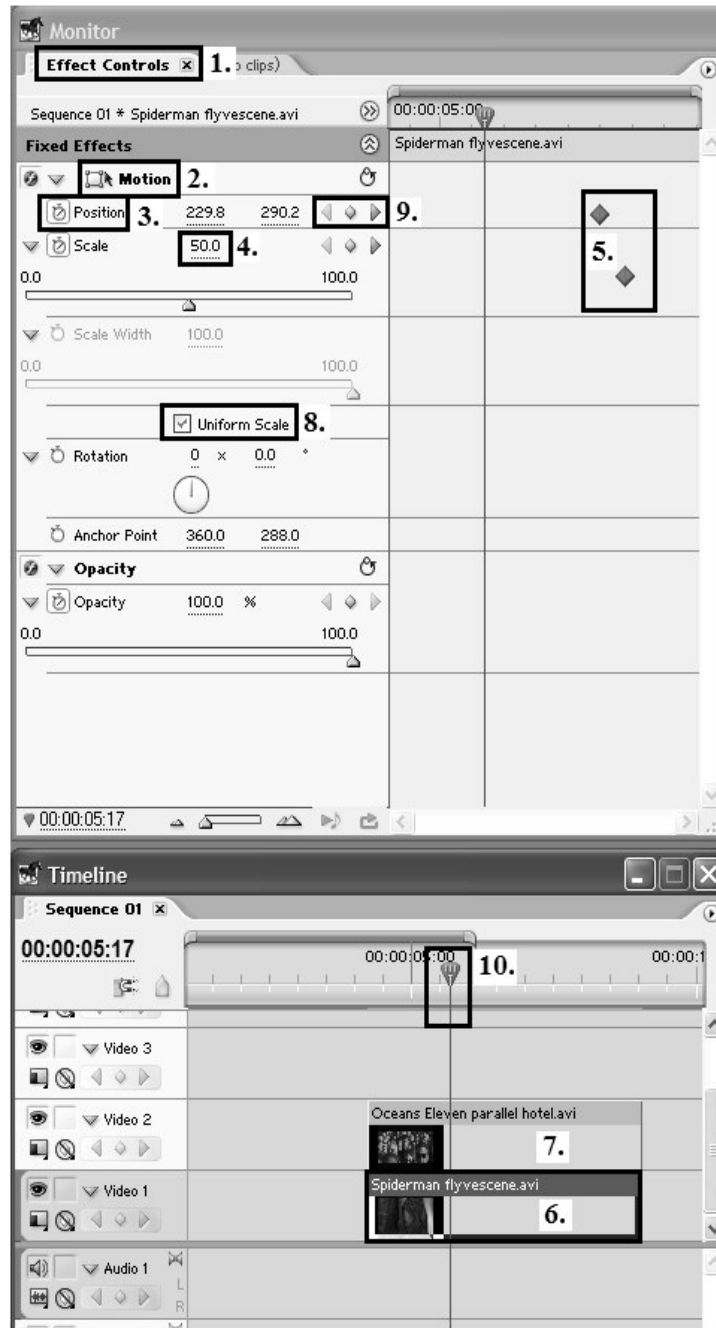 Monitor
Effect Controls 1. clips)
Sequence 01 * Spiderman flyvescene.avi 00:00:05:00
Fixed Effects Spiderman flyvescene.avi
Motion 2.
Position 3. 229.8 290.2 9.
Scale 50.0 4. 5.
0.0 100.0
Scale Width 100.0
0.0 100.0
Uniform Scale 8.
Rotation 0 x 0.0 °
Anchor Point 360.0 288.0
Opacity
Opacity 100.0 %
0.0 100.0
00:00:05:17
Timeline
Sequence 01
00:00:05:17 00:00:05:00 10. 00:00:1
Video 3
Video 2 Oceans Eleven parallel hotel.avi
7.
Video 1 Spiderman flyvescene.avi
6.
Audio 1
L
R